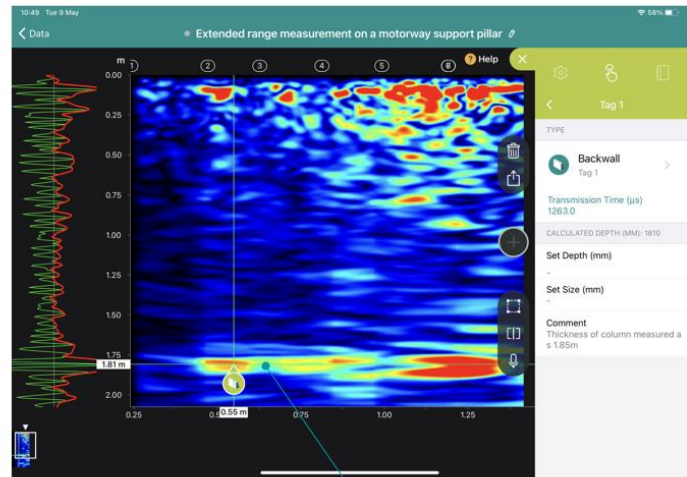 10:49 Tue 9 May
58%
Data
Extended range measurement on a motorway support pillar
m
1
2
3
4
5
6
Help
Tag 1
0.00
0.25
0.50
0.75
1.00
1.25
1.50
1.75
1.81 m
2.00
0.25
0.5
0.55 m
0.75
1.00
1.25
TYPE
Backwall
Tag 1
Transmission Time (µs)
1263.0
CALCULATED DEPTH (MM): 1810
Set Depth (mm)
-
Set Size (mm)
-
Comment
Thickness of column measured a
s 1.85m